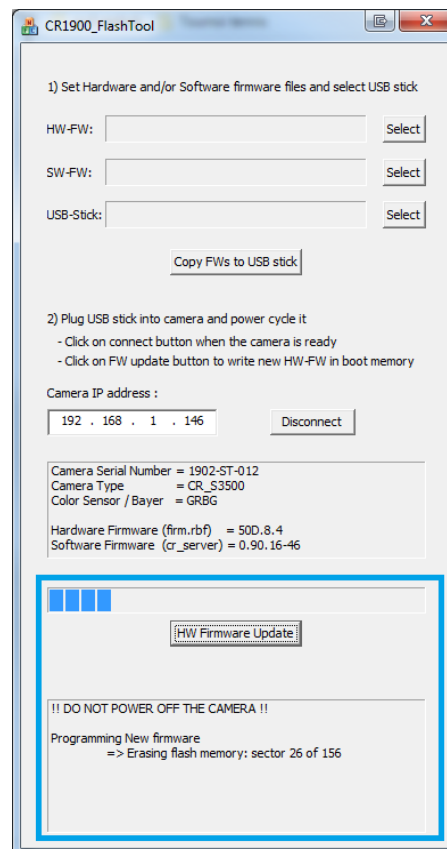 CR1900_FlashTool
1) Set Hardware and/or Software firmware files and select USB stick
HW-FW: Select
SW-FW: Select
USB-Stick: Select
Copy FWs to USB stick
2) Plug USB stick into camera and power cycle it
- Click on connect button when the camera is ready
- Click on FW update button to write new HW-FW in boot memory
Camera IP address :
192 . 168 . 1 . 146 Disconnect
Camera Serial Number = 1902-ST-012
Camera Type = CR_S3500
Color Sensor / Bayer = GRBG
Hardware Firmware (firm.rbf) = 50D.8.4
Software Firmware (cr_server) = 0.90.16-46
HW Firmware Update
!! DO NOT POWER OFF THE CAMERA !!
Programming New firmware
=> Erasing flash memory: sector 26 of 156